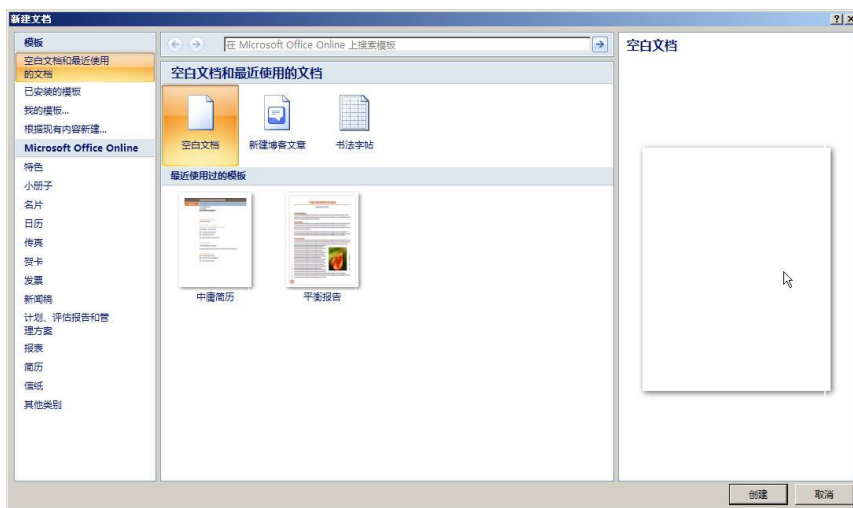 新建文档
模板
空白文档和最近使用
的文档
已安装的模板
我的模板...
根据现有内容新建...
Microsoft Office Online
特色
小册子
名片
日历
传真
贺卡
发票
新闻稿
计划、评估报告和管
理方案
报表
简历
信纸
其他类别
在 Microsoft Office Online 上搜索模板
空白文档和最近使用的文档
空白文档
新建博客文章
书法字帖
最近使用过的模板
中庸简历
平衡报告
空白文档
创建
取消